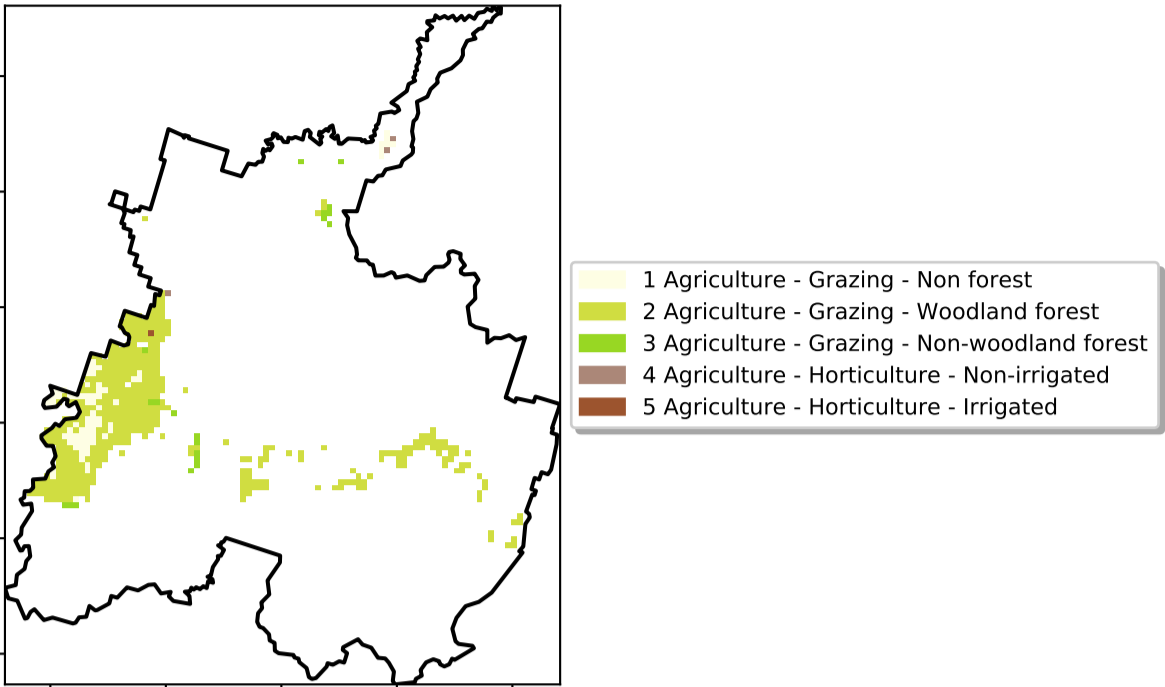 1 Agriculture - Grazing - Non forest
2 Agriculture - Grazing - Woodland forest
3 Agriculture - Grazing - Non-woodland forest
4 Agriculture - Horticulture - Non-irrigated
5 Agriculture - Horticulture - Irrigated